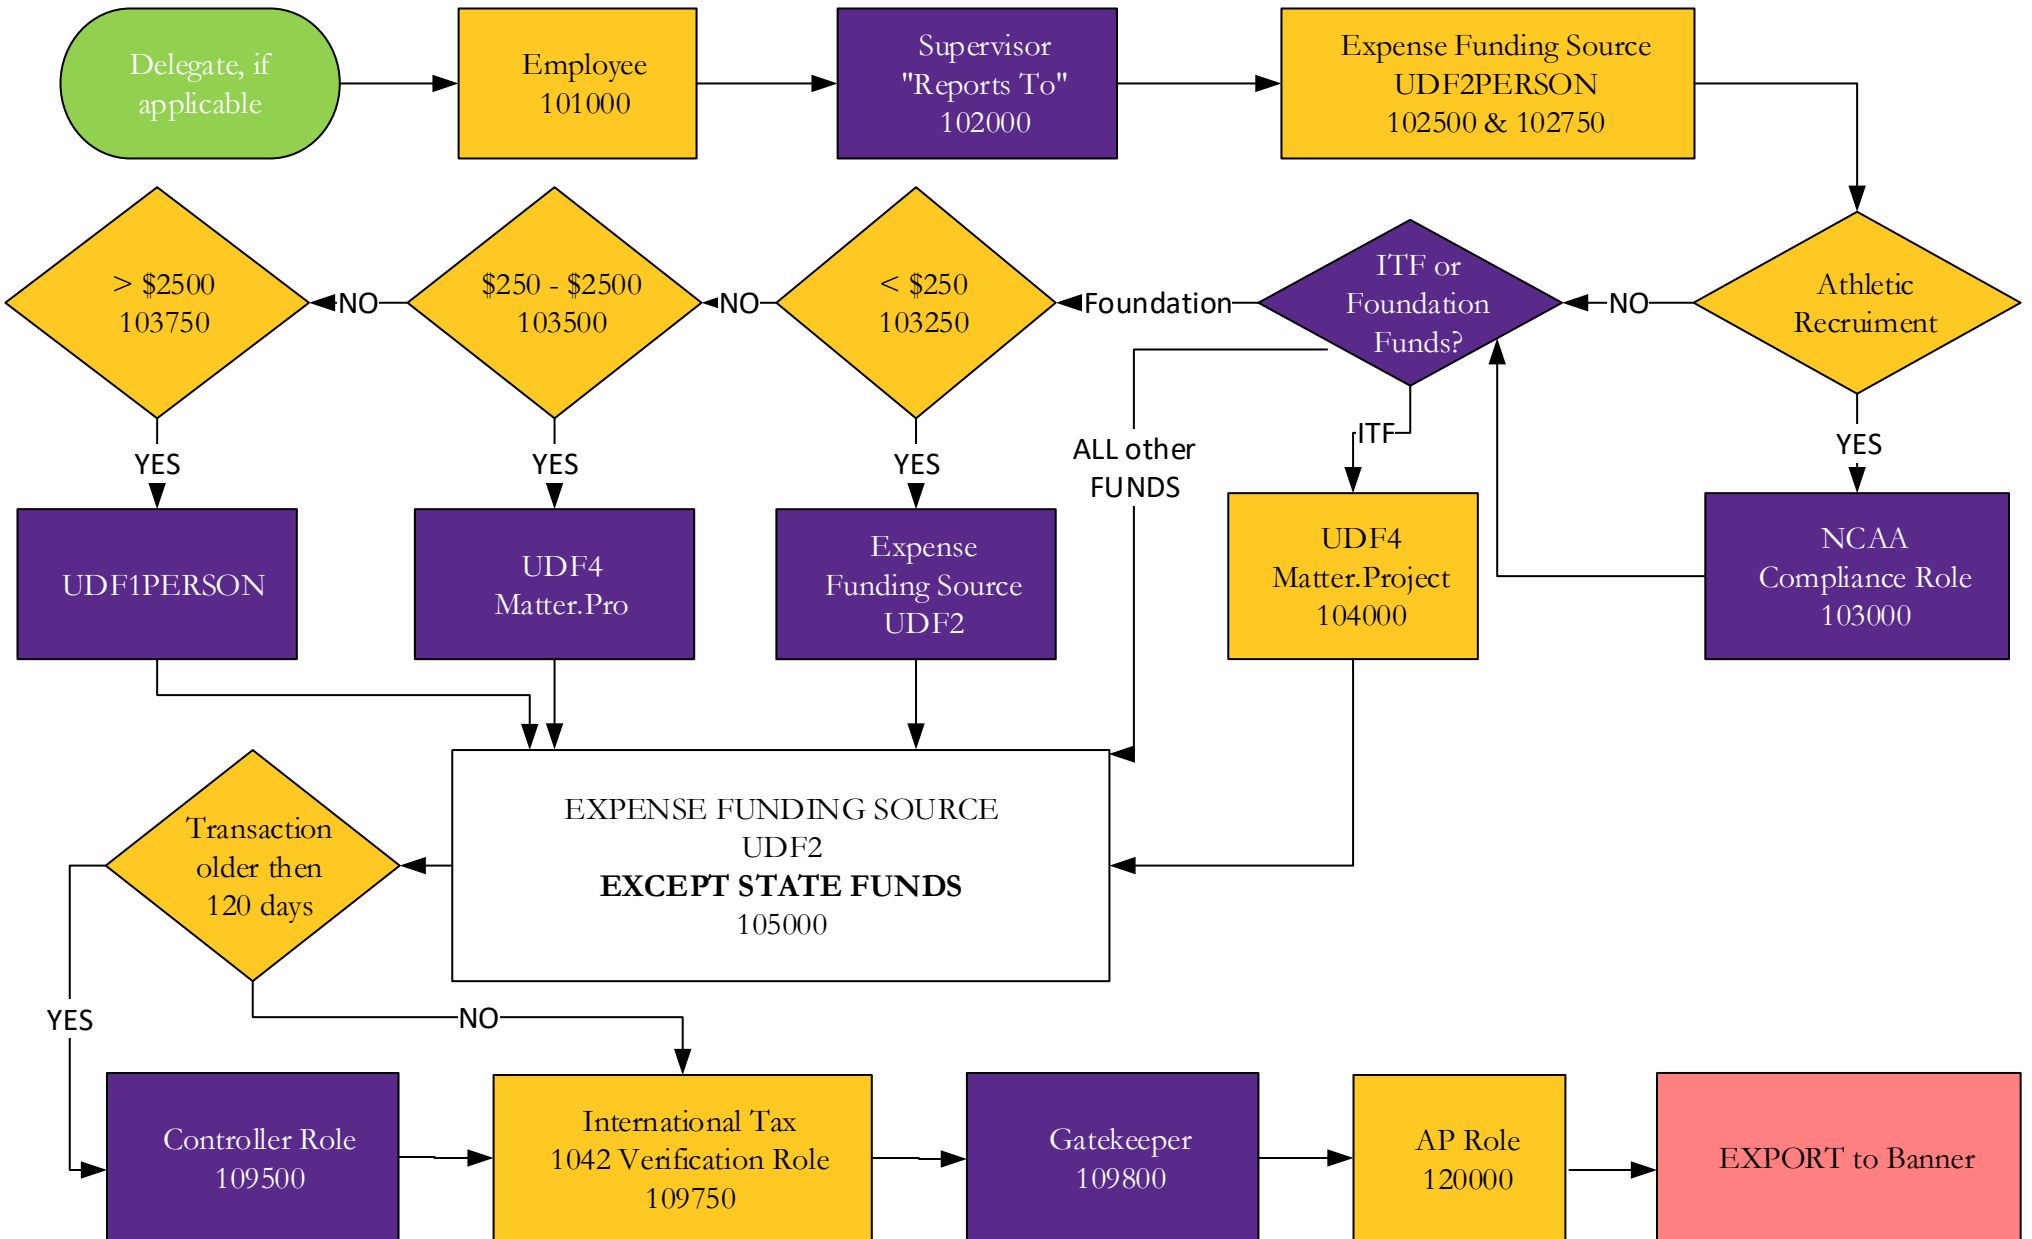 Delegate, if
applicable
Employee
101000
Supervisor
"Reports To"
102000
Expense Funding Source
UDF2PERSON
102500 & 102750
> $2500
103750
NO
$250 - $2500
103500
NO
< $250
103250
Foundation
ITF or
Foundation
Funds?
NO
Athletic
Recruiment
YES
YES
YES
ALL other
FUNDS
ITF
YES
UDF1PERSON
UDF4
Matter.Pro
Expense
Funding Source
UDF2
UDF4
Matter.Project
104000
NCAA
Compliance Role
103000
Transaction
older then
120 days
EXPENSE FUNDING SOURCE
UDF2
EXCEPT STATE FUNDS
105000
YES
NO
Controller Role
109500
International Tax
1042 Verification Role
109750
Gatekeeper
109800
AP Role
120000
EXPORT to Banner